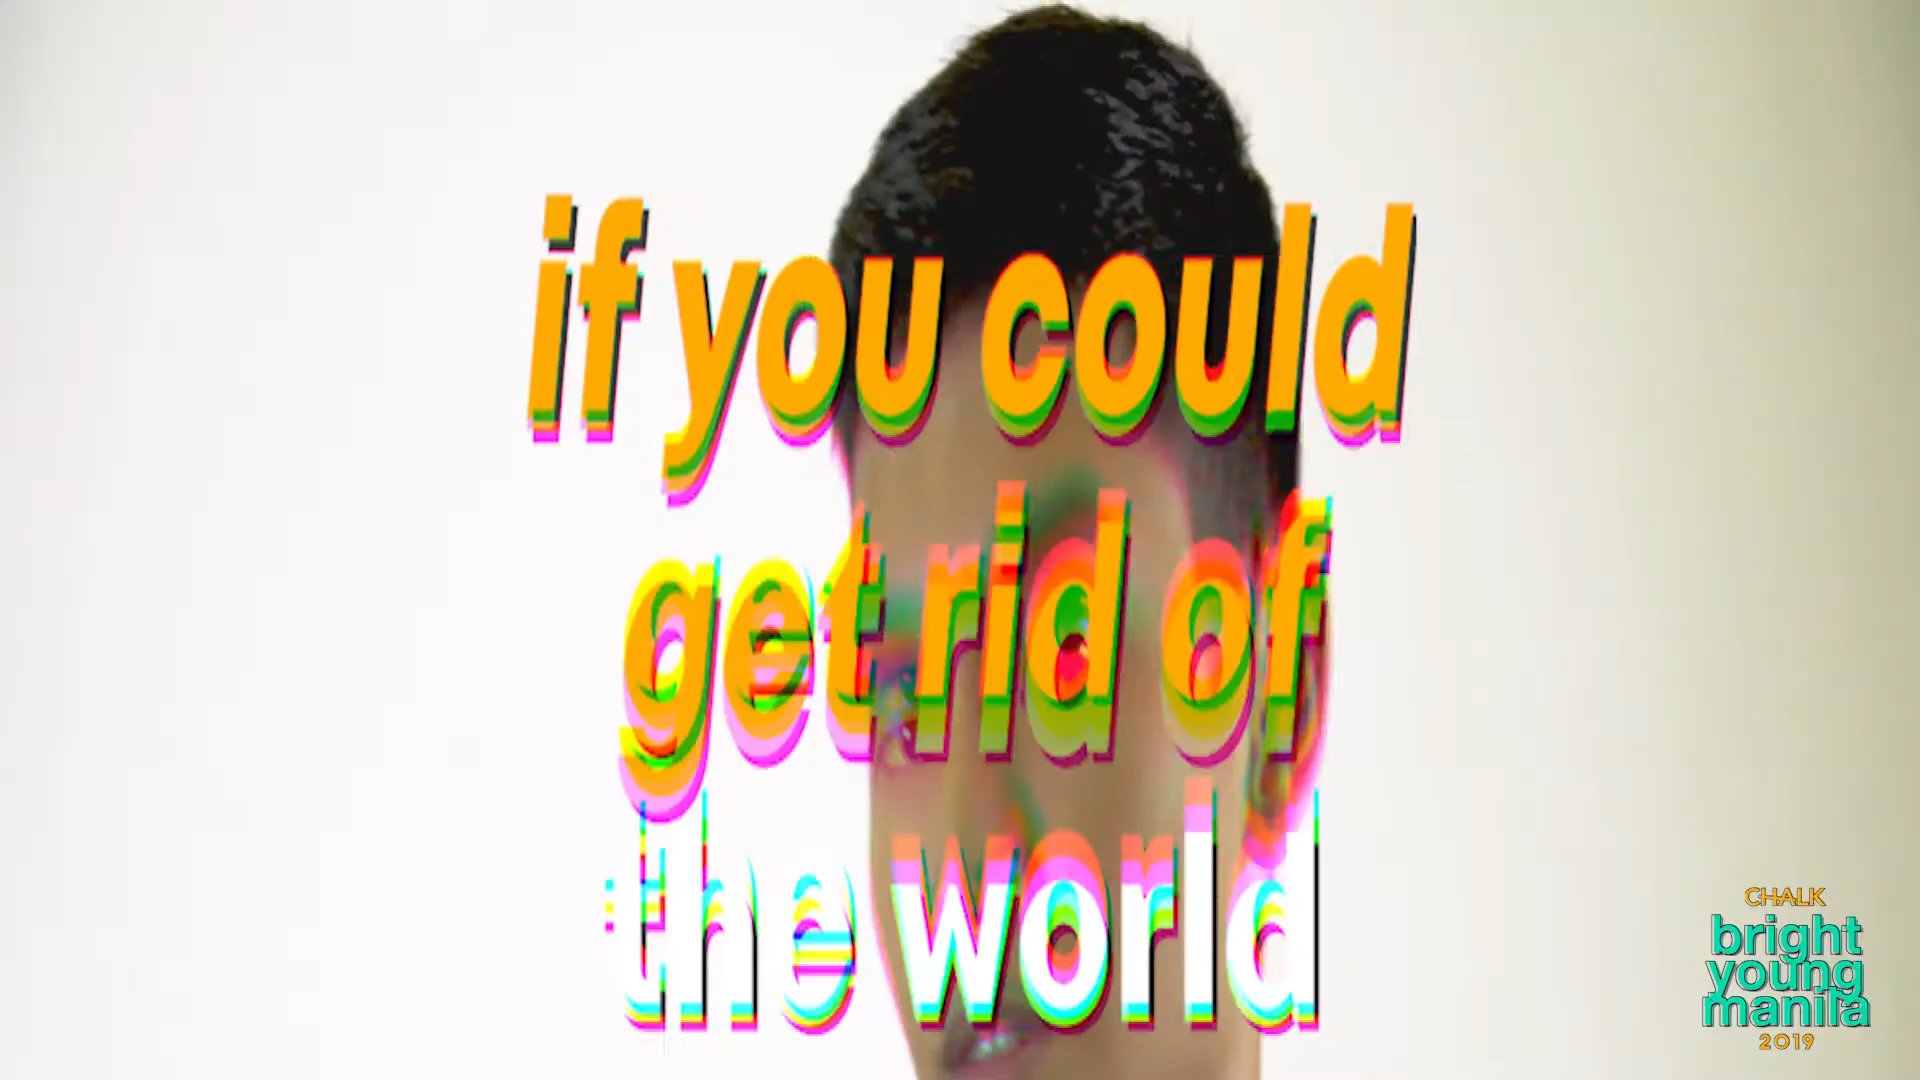 if you could
get rid of
the world
CHALK
bright
young
manila
2019